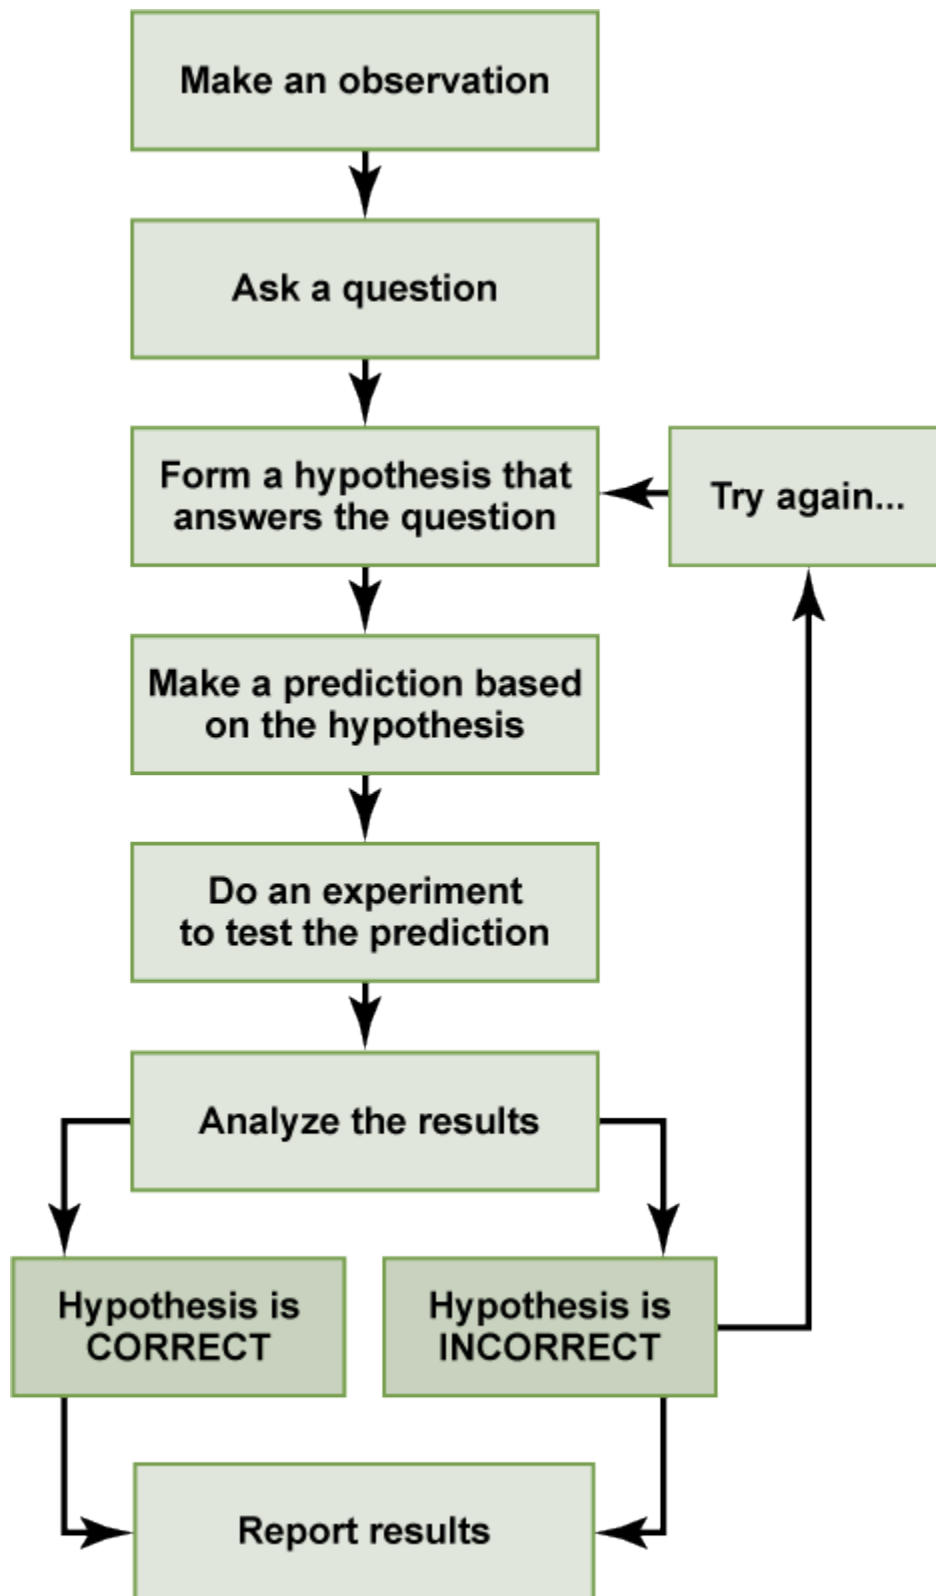 Make an observation
Ask a question
Form a hypothesis that
answers the question
Try again...
Make a prediction based
on the hypothesis
Do an experiment
to test the prediction
Analyze the results
Hypothesis is
CORRECT
Hypothesis is
INCORRECT
Report results